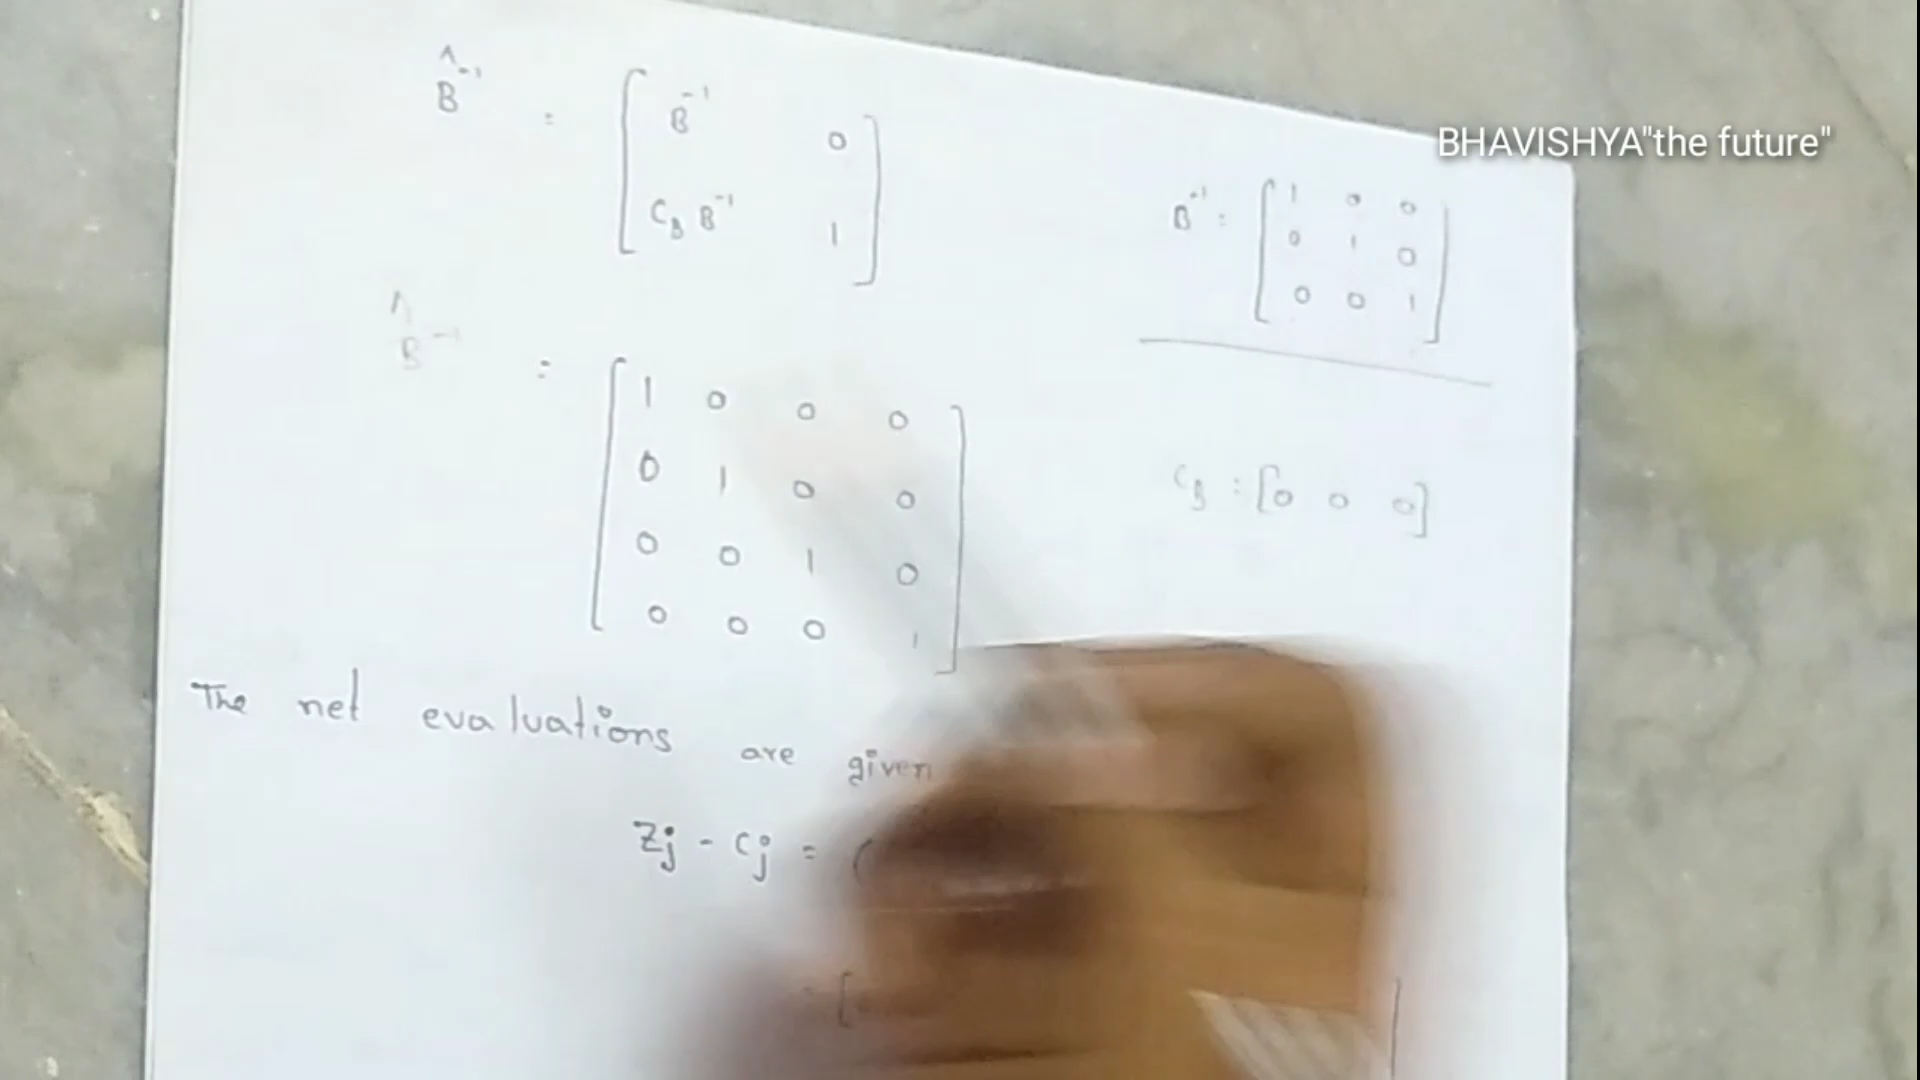 BHAVISHYA"the future"
B̂⁻¹ = [ B⁻¹ 0
C_B B⁻¹ 1 ]
B⁻¹ = [ 1 0 0
0 1 0
0 0 1 ]
B̂⁻¹ = [ 1 0 0 0
0 1 0 0
0 0 1 0
0 0 0 1 ]
C_B = [0 0 0]
The net evaluations are given
Zj - Cj = (
[ ]